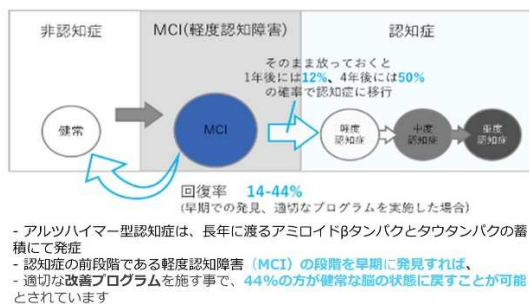 非認知症
MCI(軽度認知障害)
認知症
そのまま放っておくと
1年後には12%、4年後には50%
の確率で認知症に移行
健常
MCI
軽度
認知症
中度
認知症
重度
認知症
回復率 14-44%
(早期での発見、適切なプログラムを実施した場合)
- アルツハイマー型認知症は、長年に渡るアミロイドβタンパクとタウタンパクの蓄
積にて発症
- 認知症の前段階である軽度認知障害（MCI）の段階を早期に発見すれば、
- 適切な改善プログラムを施す事で、44%の方が健常な脳の状態に戻すことが可能
とされています